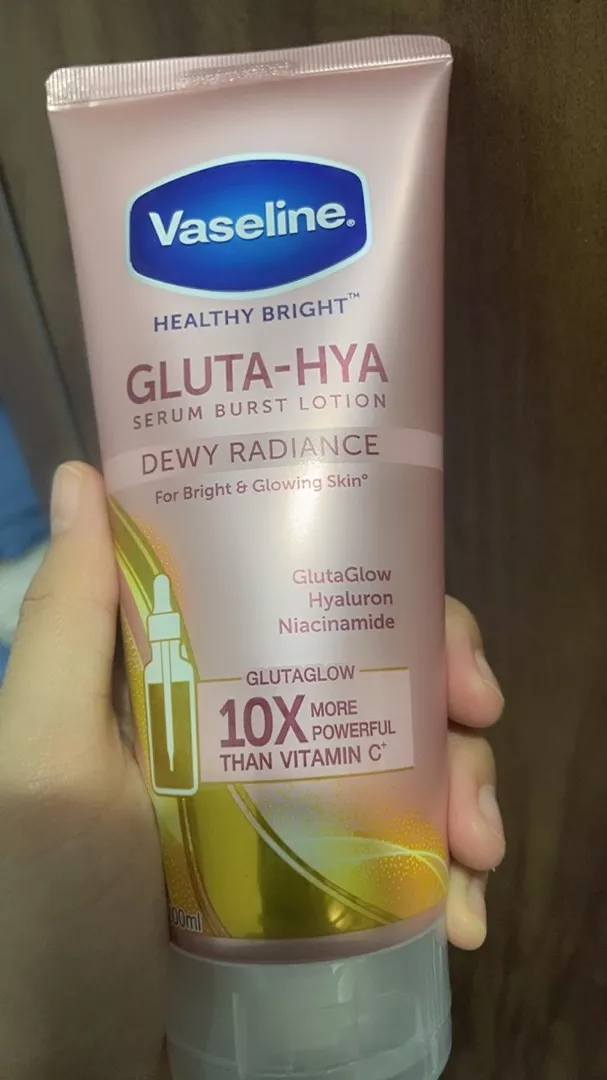 Vaseline®
HEALTHY BRIGHT™
GLUTA-HYA
SERUM BURST LOTION
DEWY RADIANCE
For Bright & Glowing Skin°
GlutaGlow
Hyaluron
Niacinamide
GLUTAGLOW
10X MORE
POWERFUL
THAN VITAMIN C⁺